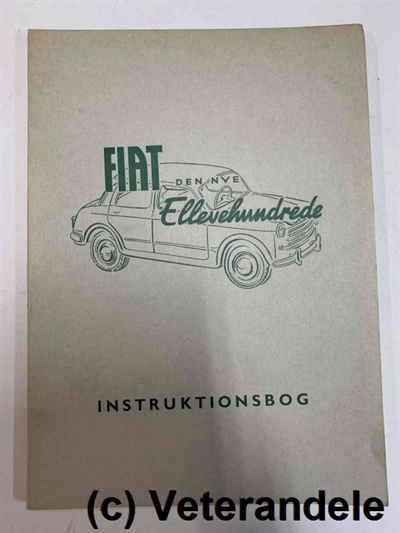 FIAT
DEN NYE
Ellevehundrede
INSTRUKTIONSBOG
(c) Veterandele